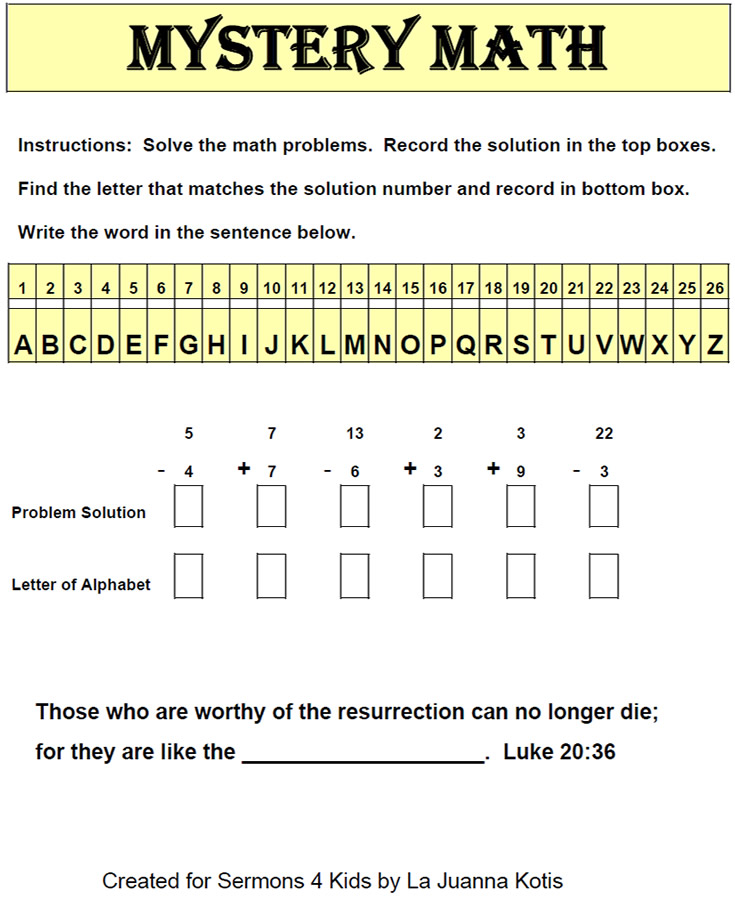 MYSTERY MATH
Instructions: Solve the math problems. Record the solution in the top boxes.
Find the letter that matches the solution number and record in bottom box.
Write the word in the sentence below.
1 2 3 4 5 6 7 8 9 10 11 12 13 14 15 16 17 18 19 20 21 22 23 24 25 26
A B C D E F G H I J K L M N O P Q R S T U V W X Y Z
5 7 13 2 3 22
- 4 + 7 - 6 + 3 + 9 - 3
Problem Solution
Letter of Alphabet
Those who are worthy of the resurrection can no longer die;
for they are like the ____________________. Luke 20:36
Created for Sermons 4 Kids by La Juanna Kotis